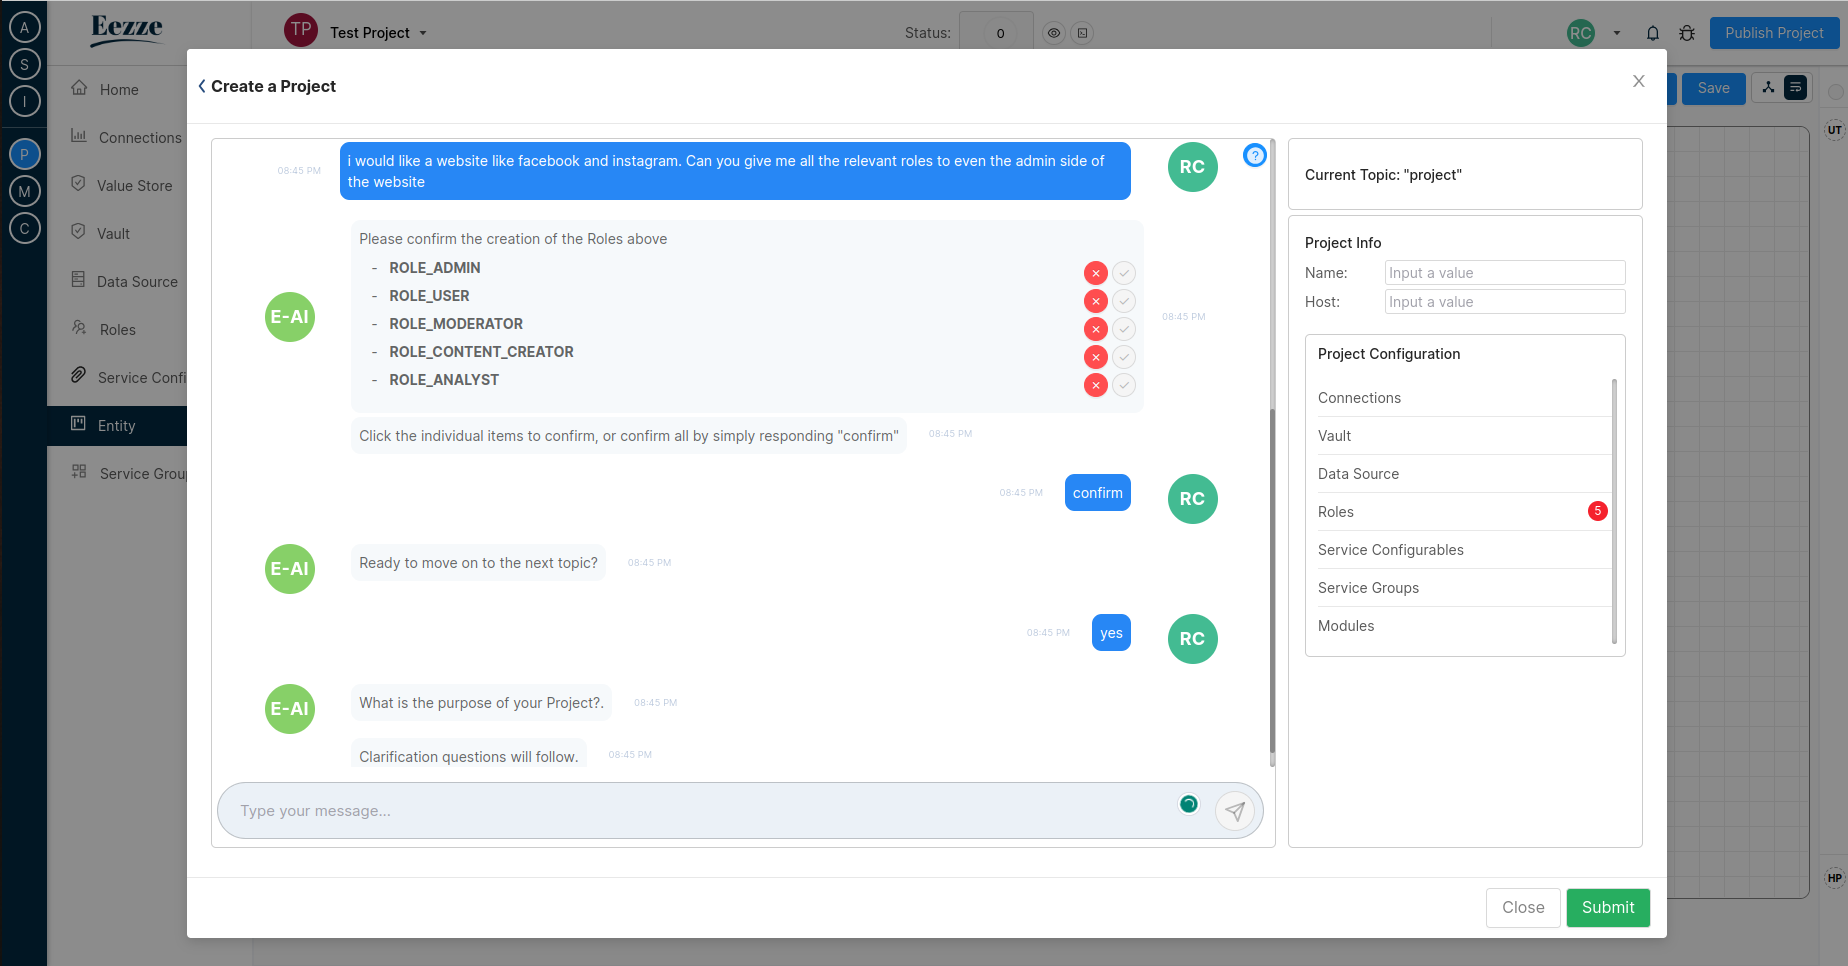 A
S
I
P
M
C
Eezze
TP
Test Project
Status:
0
RC
Publish Project
Save
Home
Connections
Value Store
Vault
Data Source
Roles
Service Confi
Entity
Service Grou
UT
HP
Create a Project
i would like a website like facebook and instagram. Can you give me all the relevant roles to even the admin side of
the website
08:45 PM
RC
?
E-AI
Please confirm the creation of the Roles above
- ROLE_ADMIN
- ROLE_USER
- ROLE_MODERATOR
- ROLE_CONTENT_CREATOR
- ROLE_ANALYST
08:45 PM
Click the individual items to confirm, or confirm all by simply responding "confirm"
08:45 PM
08:45 PM
confirm
RC
E-AI
Ready to move on to the next topic?
08:45 PM
08:45 PM
yes
RC
E-AI
What is the purpose of your Project?.
08:45 PM
Clarification questions will follow.
08:45 PM
Type your message...
Current Topic: "project"
Project Info
Name:
Input a value
Host:
Input a value
Project Configuration
Connections
Vault
Data Source
Roles
5
Service Configurables
Service Groups
Modules
Close
Submit